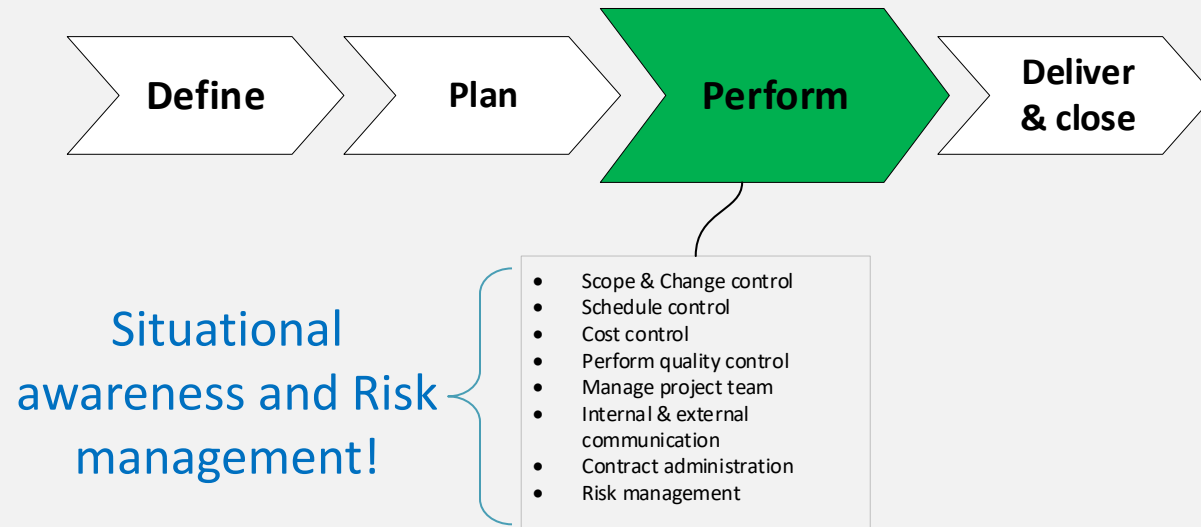 Define
Plan
Perform
Deliver
& close
Situational
awareness and Risk
management!
• Scope & Change control
• Schedule control
• Cost control
• Perform quality control
• Manage project team
• Internal & external
communication
• Contract administration
• Risk management